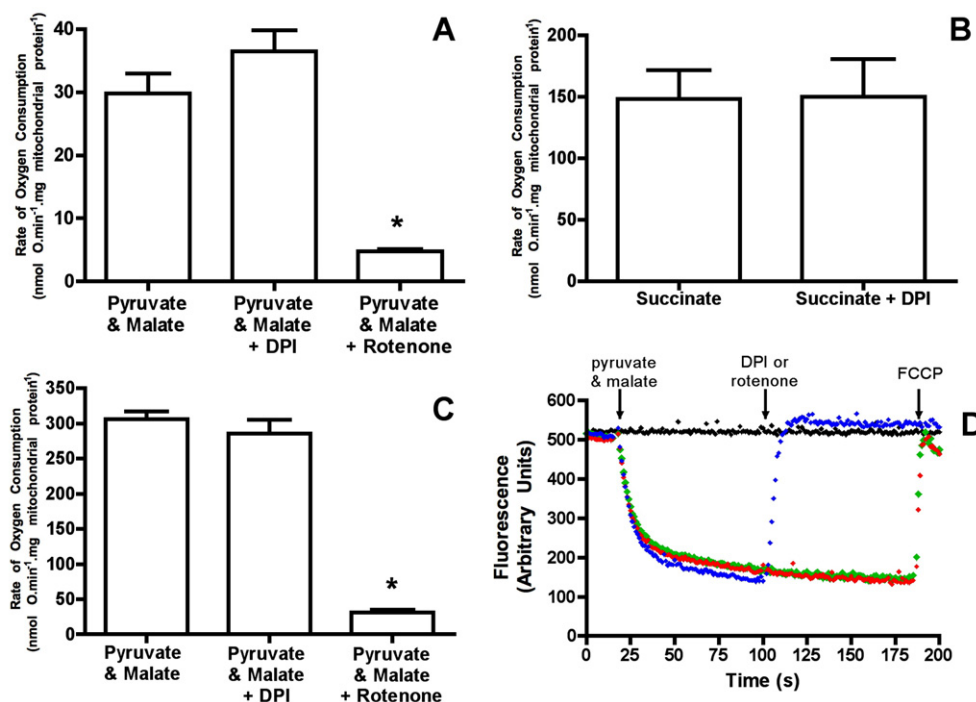 A
Rate of Oxygen Consumption
(nmol O.min⁻¹.mg mitochondrial protein⁻¹)
40
30
20
10
0
Pyruvate
& Malate
Pyruvate
& Malate
+ DPI
*
Pyruvate
& Malate
+ Rotenone
B
Rate of Oxygen Consumption
(nmol O.min⁻¹.mg mitochondrial protein⁻¹)
200
150
100
50
0
Succinate
Succinate + DPI
C
Rate of Oxygen Consumption
(nmol O.min⁻¹.mg mitochondrial protein⁻¹)
350
300
250
200
150
100
50
0
Pyruvate
& Malate
Pyruvate
& Malate
+ DPI
*
Pyruvate
& Malate
+ Rotenone
D
pyruvate
& malate
DPI or
rotenone
FCCP
Fluorescence
(Arbitrary Units)
600
500
400
300
200
100
0
0
25
50
75
100
125
150
175
200
Time (s)